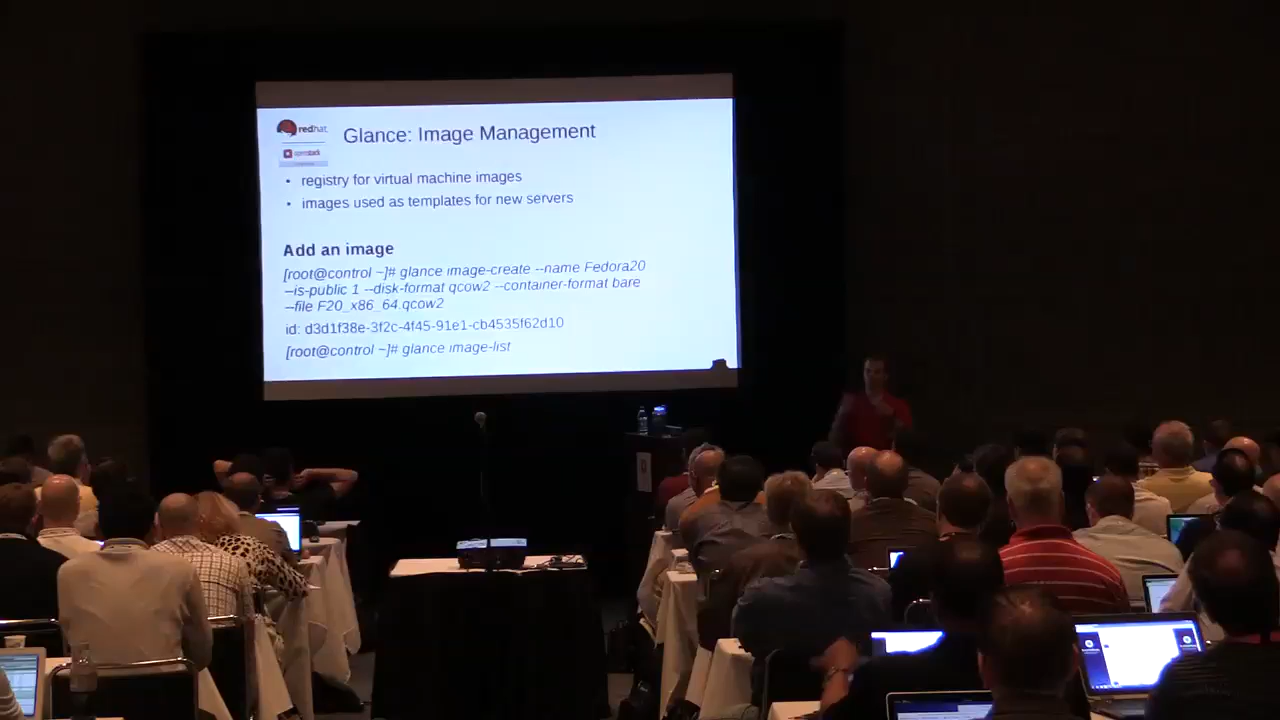 redhat.
openstack
Glance: Image Management
• registry for virtual machine images
• images used as templates for new servers
Add an image
[root@control ~]# glance image-create --name Fedora20
--is-public 1 --disk-format qcow2 --container-format bare
--file F20_x86_64.qcow2
id: d3d1f38e-3f2c-4f45-91e1-cb4535f62d10
[root@control ~]# glance image-list